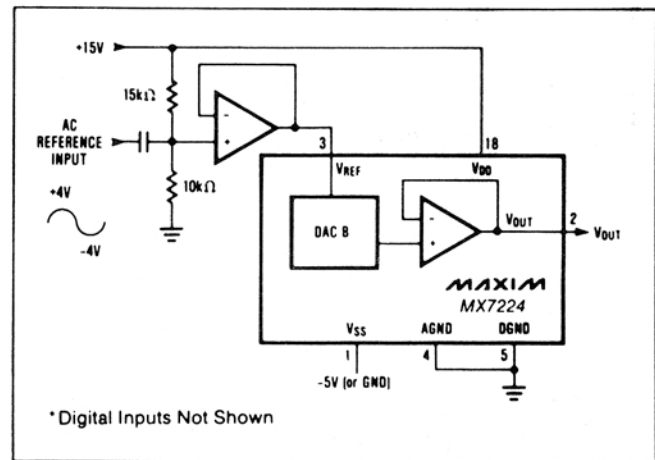 +15V
15kΩ
AC
REFERENCE
INPUT
3
18
VREF
VDD
10kΩ
+4V
-4V
DAC B
VOUT
2
VOUT
MAXIM
MX7224
VSS
AGND
DGND
1
4
5
-5V (or GND)
*Digital Inputs Not Shown
-
+
-
+